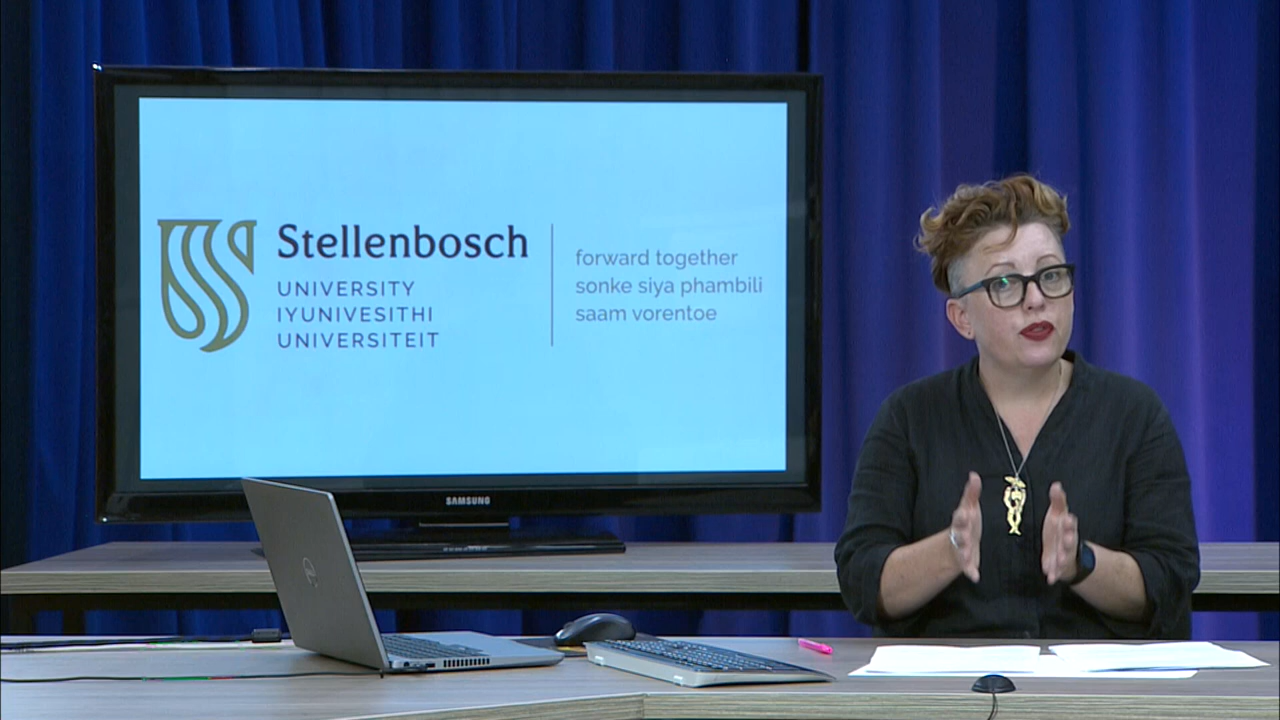 Stellenbosch
UNIVERSITY
IYUNIVESITHI
UNIVERSITEIT
forward together
sonke siya phambili
saam vorentoe
SAMSUNG